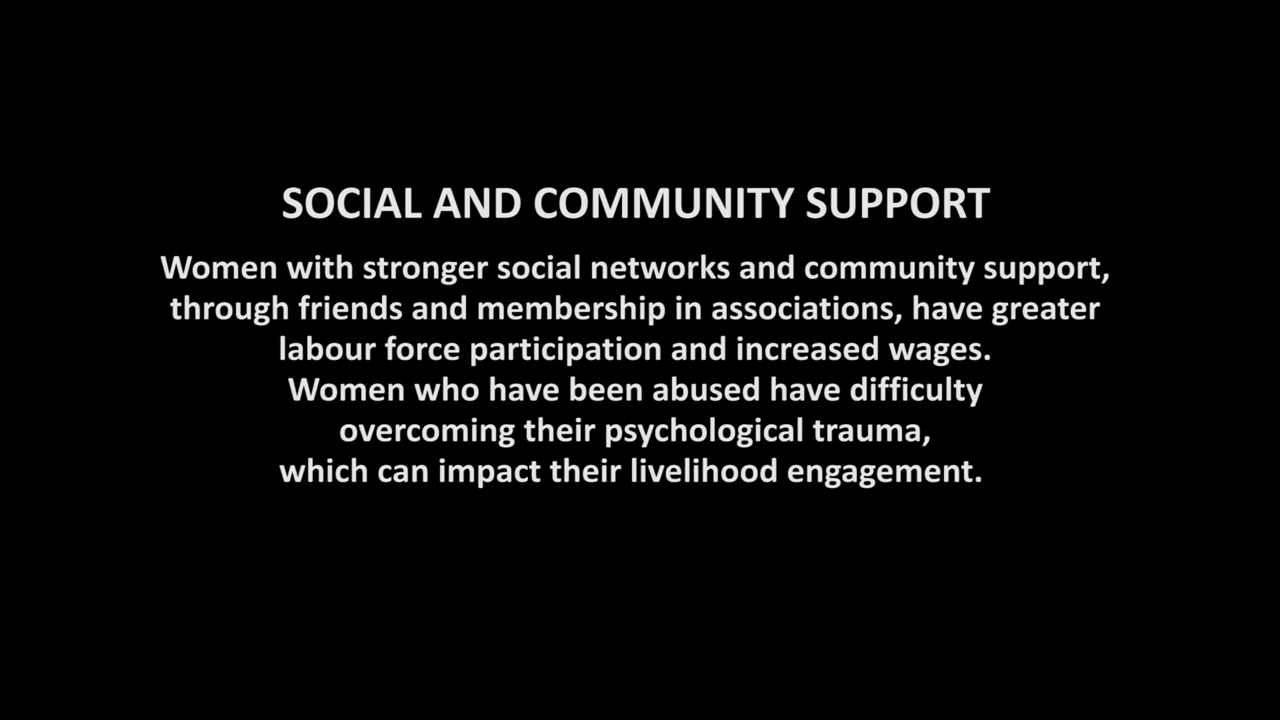 SOCIAL AND COMMUNITY SUPPORT
Women with stronger social networks and community support,
through friends and membership in associations, have greater
labour force participation and increased wages.
Women who have been abused have difficulty
overcoming their psychological trauma,
which can impact their livelihood engagement.